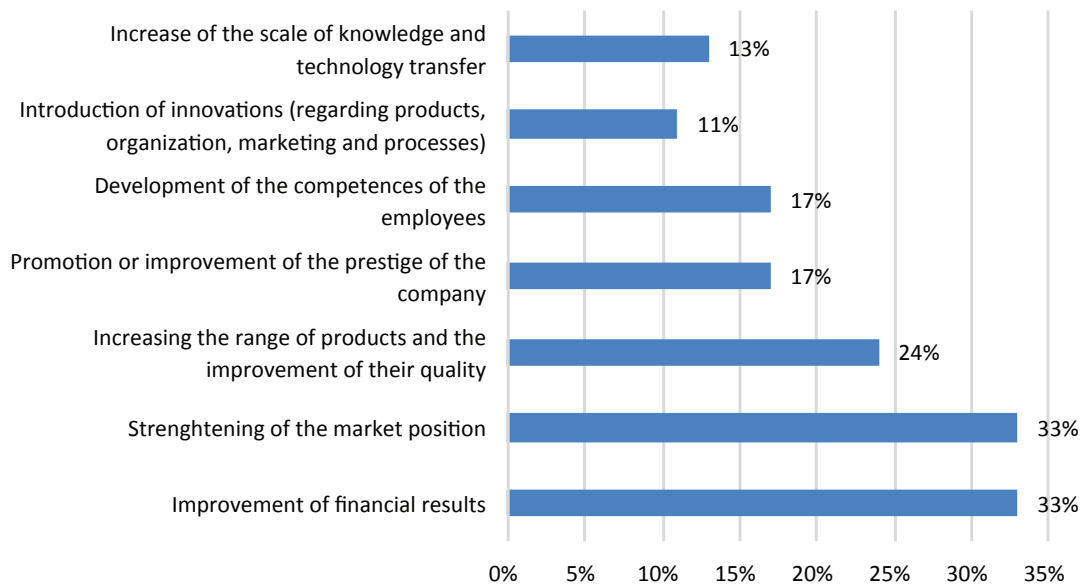 Increase of the scale of knowledge and
technology transfer
13%
Introduction of innovations (regarding products,
organization, marketing and processes)
11%
Development of the competences of the
employees
17%
Promotion or improvement of the prestige of the
company
17%
Increasing the range of products and the
improvement of their quality
24%
Strenghtening of the market position
33%
Improvement of financial results
33%
0% 5% 10% 15% 20% 25% 30% 35%